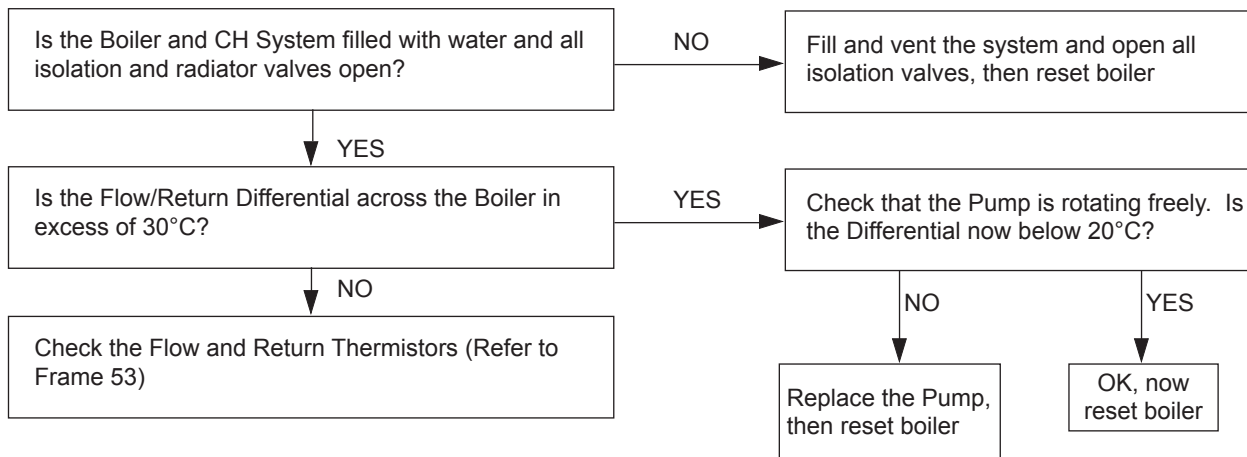 Is the Boiler and CH System filled with water and all
isolation and radiator valves open?
NO
Fill and vent the system and open all
isolation valves, then reset boiler
YES
Is the Flow/Return Differential across the Boiler in
excess of 30°C?
YES
Check that the Pump is rotating freely.  Is
the Differential now below 20°C?
NO
Check the Flow and Return Thermistors (Refer to
Frame 53)
NO
YES
Replace the Pump,
then reset boiler
OK, now
reset boiler